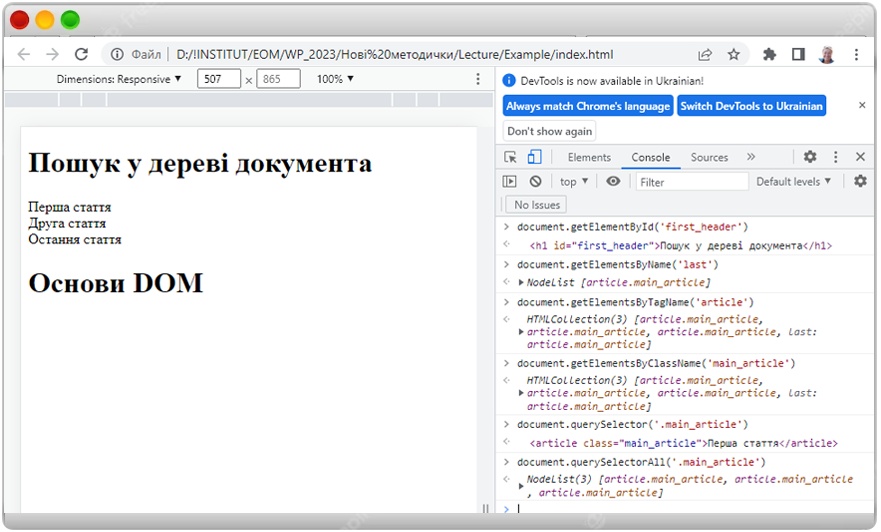 Файл
D:/!INSTITUT/EOM/WP_2023/Нові%20методички/Lecture/Example/index.html
Dimensions: Responsive ▼ 507 × 865 100% ▼
DevTools is now available in Ukrainian!
Always match Chrome's language
Switch DevTools to Ukrainian
Don't show again
Elements Console Sources »
top ▼ Filter Default levels ▼
No Issues
Пошук у дереві документа
Перша стаття
Друга стаття
Остання стаття
Основи DOM
document.getElementById('first_header')
<h1 id="first_header">Пошук у дереві документа</h1>
document.getElementsByName('last')
NodeList [article.main_article]
document.getElementsByTagName('article')
HTMLCollection(3) [article.main_article,
article.main_article, article.main_article, last:
article.main_article]
document.getElementsByClassName('main_article')
HTMLCollection(3) [article.main_article,
article.main_article, article.main_article, last:
article.main_article]
document.querySelector('.main_article')
<article class="main_article">Перша стаття</article>
document.querySelectorAll('.main_article')
NodeList(3) [article.main_article, article.main_article
, article.main_article]